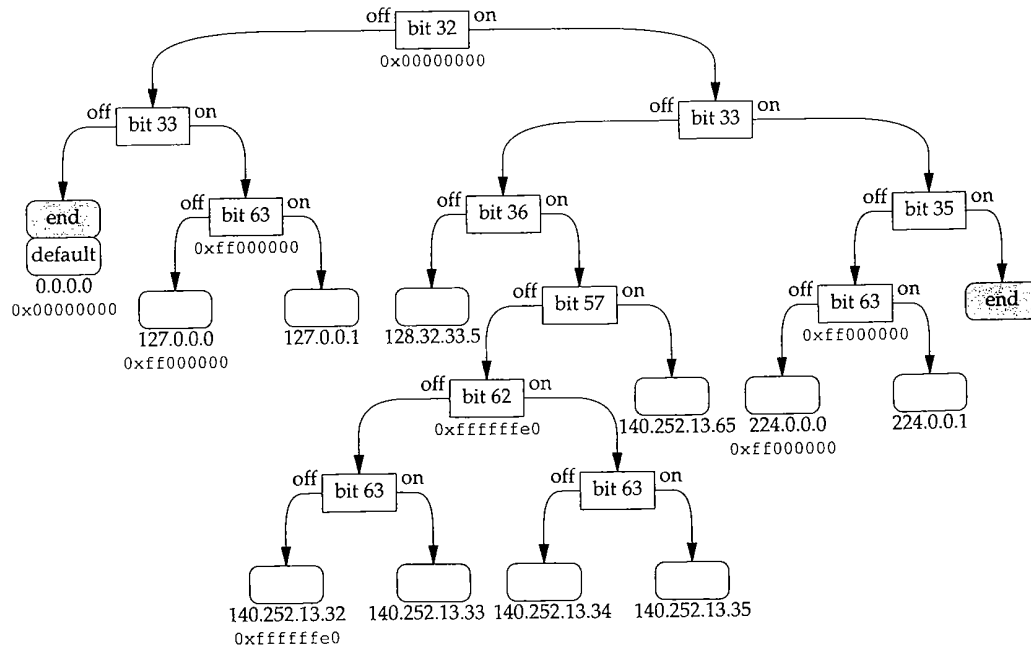 off bit 32 on
0x00000000
off bit 33 on
off bit 33 on
end
default
0.0.0.0
0x00000000
off bit 63 on
0xff000000
off bit 36 on
off bit 35 on
127.0.0.0
0xff000000
127.0.0.1
128.32.33.5
off bit 57 on
off bit 63 on
0xff000000
end
off bit 62 on
0xffffffe0
140.252.13.65
224.0.0.0
0xff000000
224.0.0.1
off bit 63 on
off bit 63 on
140.252.13.32
0xffffffe0
140.252.13.33
140.252.13.34
140.252.13.35